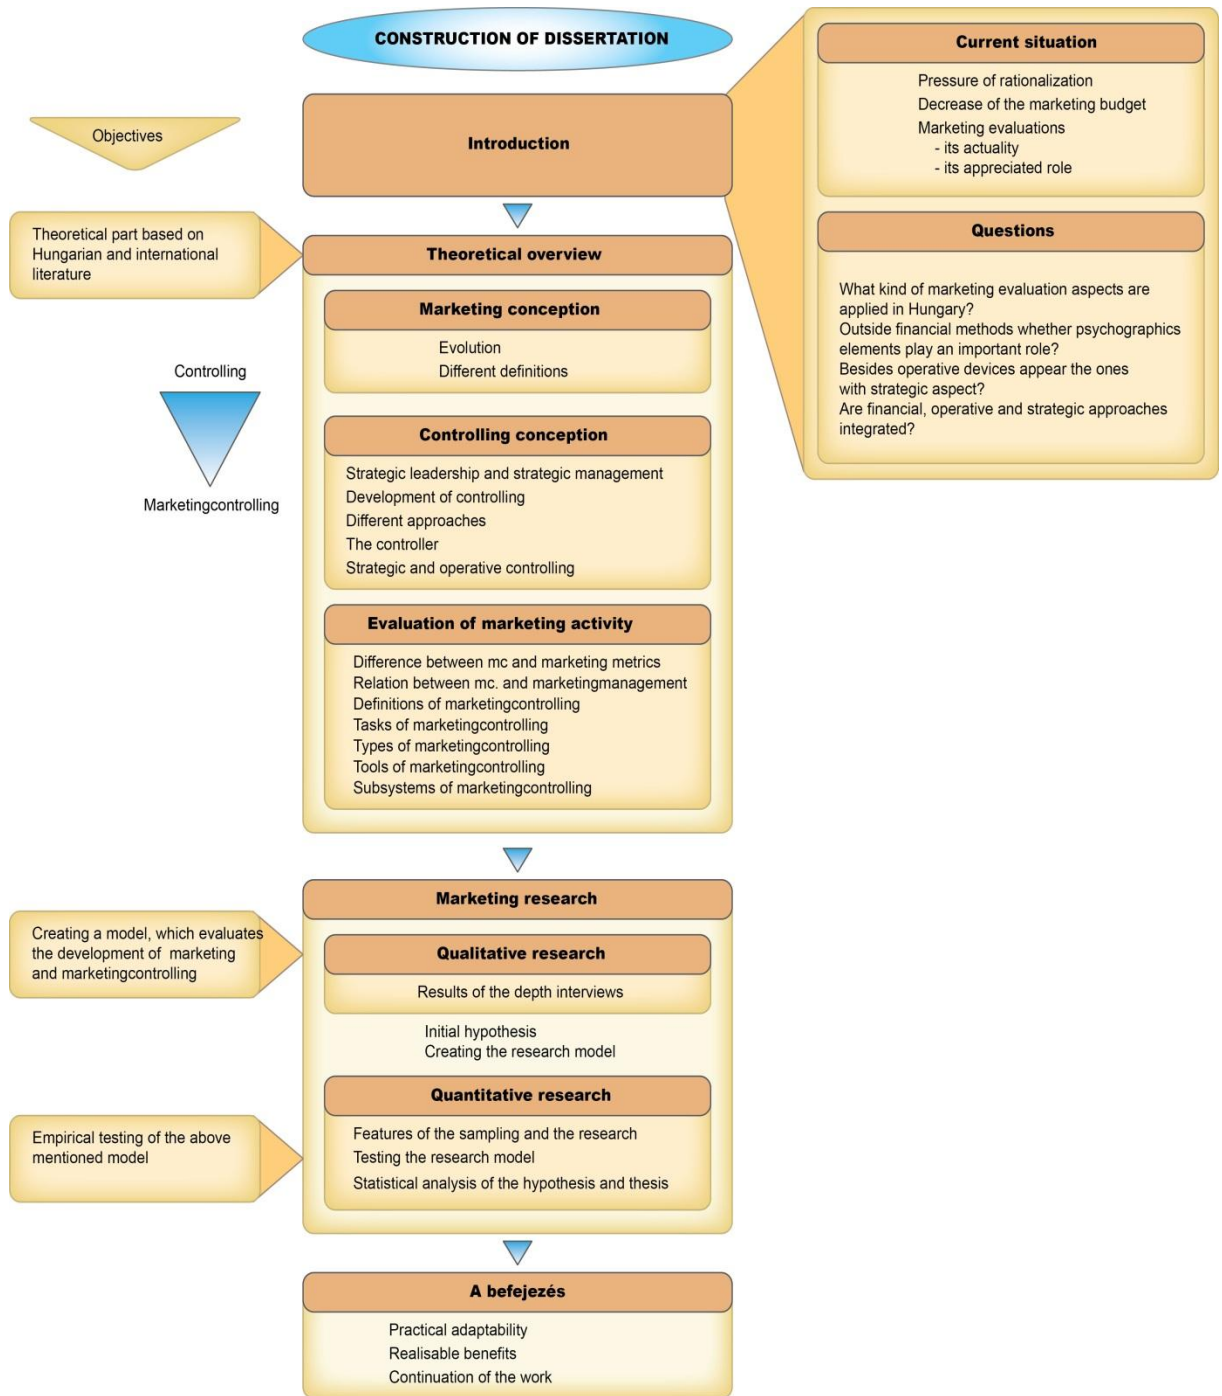 CONSTRUCTION OF DISSERTATION
Introduction
Current situation
Pressure of rationalization
Decrease of the marketing budget
Marketing evaluations
- its actuality
- its appreciated role
Questions
What kind of marketing evaluation aspects are
applied in Hungary?
Outside financial methods whether psychographics
elements play an important role?
Besides operative devices appear the ones
with strategic aspect?
Are financial, operative and strategic approaches
integrated?
Objectives
Theoretical part based on
Hungarian and international
literature
Controlling
Marketingcontrolling
Theoretical overview
Marketing conception
Evolution
Different definitions
Controlling conception
Strategic leadership and strategic management
Development of controlling
Different approaches
The controller
Strategic and operative controlling
Evaluation of marketing activity
Difference between mc and marketing metrics
Relation between mc. and marketingmanagement
Definitions of marketingcontrolling
Tasks of marketingcontrolling
Types of marketingcontrolling
Tools of marketingcontrolling
Subsystems of marketingcontrolling
Creating a model, which evaluates
the development of marketing
and marketingcontrolling
Marketing research
Qualitative research
Results of the depth interviews
Initial hypothesis
Creating the research model
Empirical testing of the above
mentioned model
Quantitative research
Features of the sampling and the research
Testing the research model
Statistical analysis of the hypothesis and thesis
A befejezés
Practical adaptability
Realisable benefits
Continuation of the work